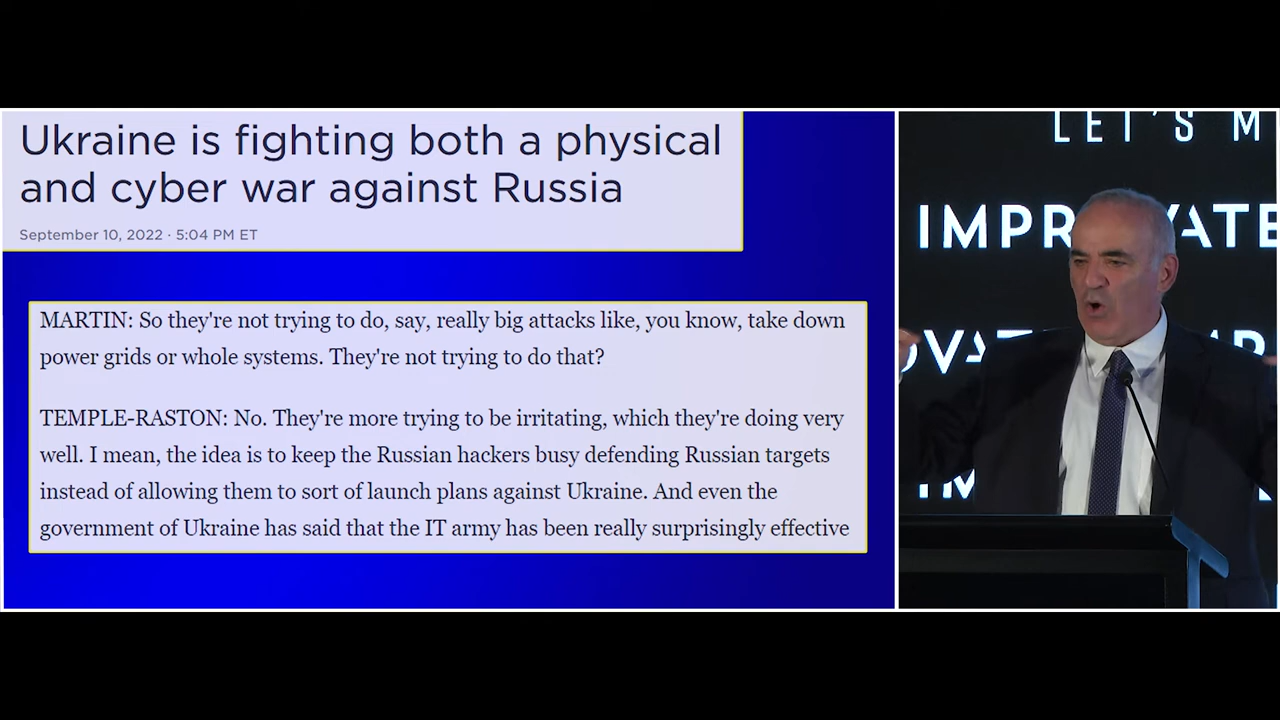 Ukraine is fighting both a physical
and cyber war against Russia
September 10, 2022 · 5:04 PM ET
MARTIN: So they're not trying to do, say, really big attacks like, you know, take down
power grids or whole systems. They're not trying to do that?
TEMPLE-RASTON: No. They're more trying to be irritating, which they're doing very
well. I mean, the idea is to keep the Russian hackers busy defending Russian targets
instead of allowing them to sort of launch plans against Ukraine. And even the
government of Ukraine has said that the IT army has been really surprisingly effective
LET'S M
IMPR VATE